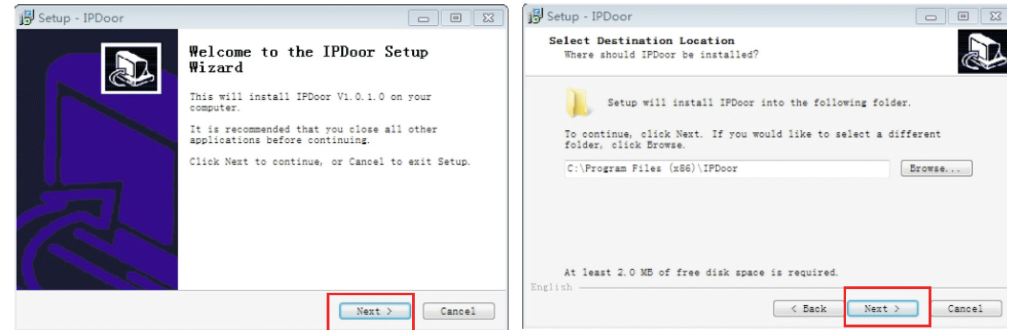 Setup - IPDoor
Welcome to the IPDoor Setup
Wizard
This will install IPDoor V1.0.1.0 on your
computer.
It is recommended that you close all other
applications before continuing.
Click Next to continue, or Cancel to exit Setup.
Next >
Cancel
Setup - IPDoor
Select Destination Location
Where should IPDoor be installed?
Setup will install IPDoor into the following folder.
To continue, click Next. If you would like to select a different
folder, click Browse.
C:\Program Files (x86)\IPDoor
Browse...
At least 2.0 MB of free disk space is required.
English
< Back
Next >
Cancel